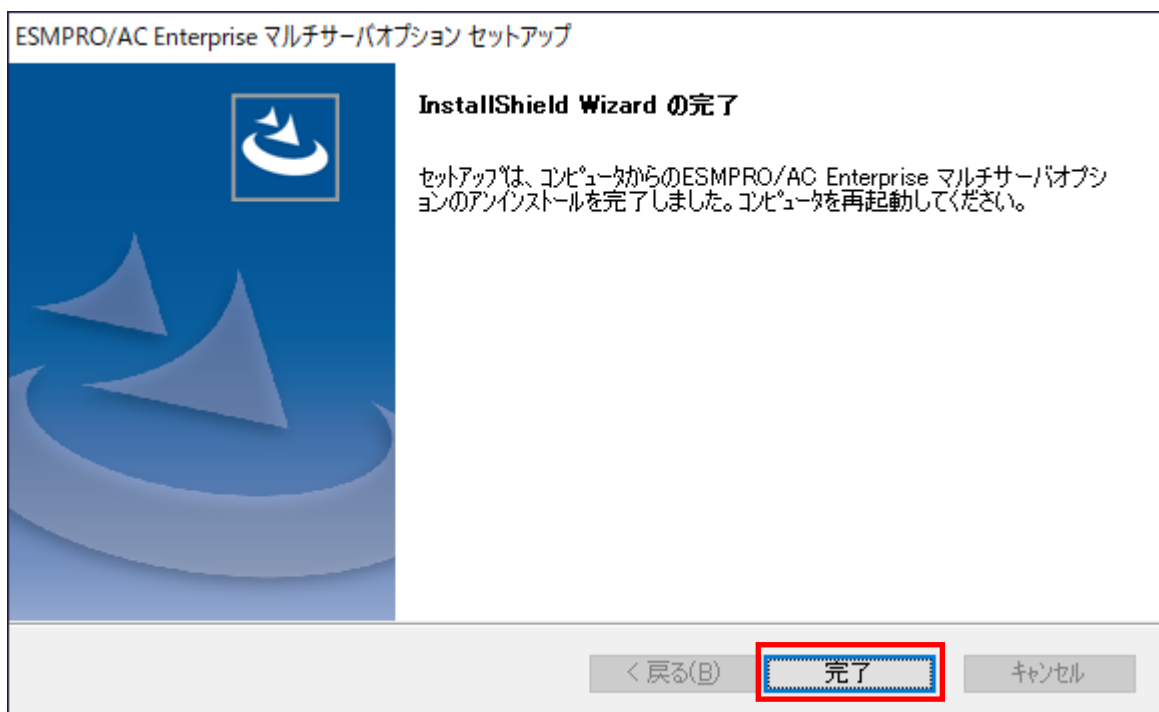 ESMPRO/AC Enterprise マルチサーバオプション セットアップ
InstallShield Wizard の完了
セットアップは、コンピュータからのESMPRO/AC Enterprise マルチサーバオプシ
ョンのアンインストールを完了しました。コンピュータを再起動してください。
< 戻る(B)
完了
キャンセル